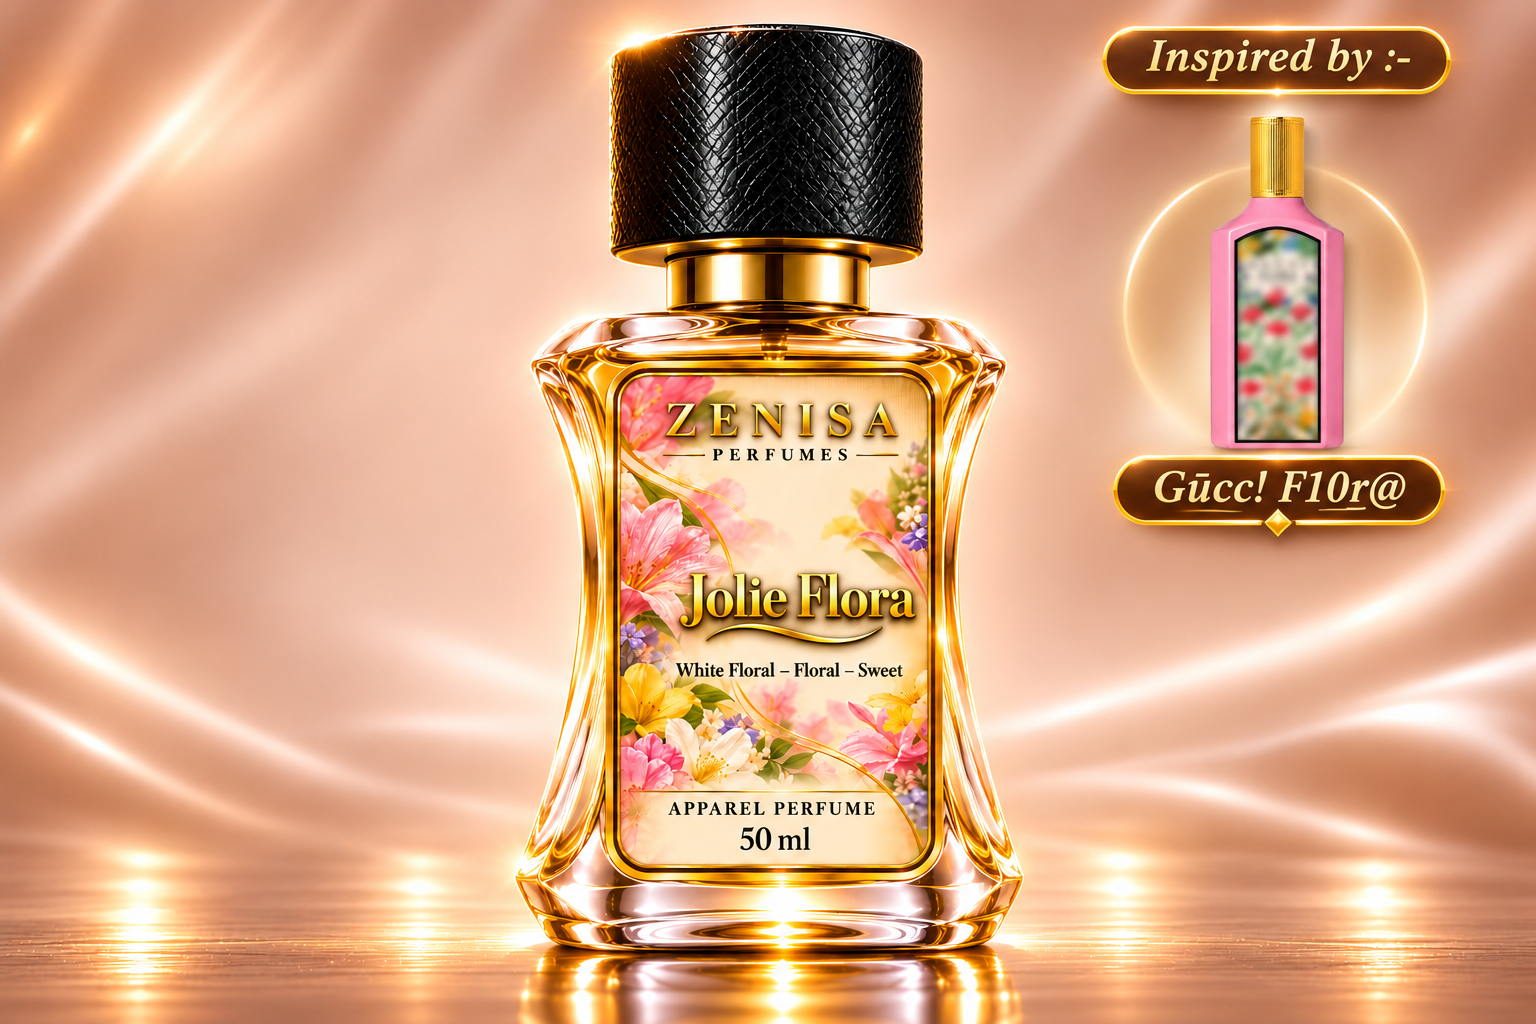 Inspired by :-
Gūcc! F10r@
ZENISA
PERFUMES
Jolie Flora
White Floral – Floral – Sweet
APPAREL PERFUME
50 ml